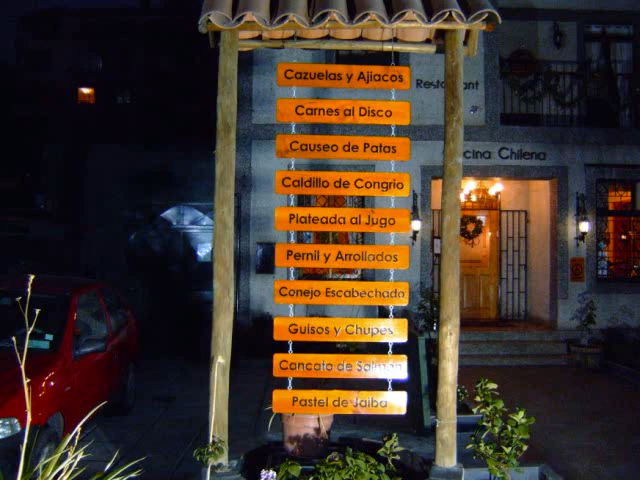 Cazuelas y Ajiacos
Restaurant
Carnes al Disco
Causeo de Patas
cina Chilena
Caldillo de Congrio
Plateada al Jugo
Pernil y Arrollados
Conejo Escabechado
Guisos y Chupes
Cancato de Salmon
Pastel de Jaiba